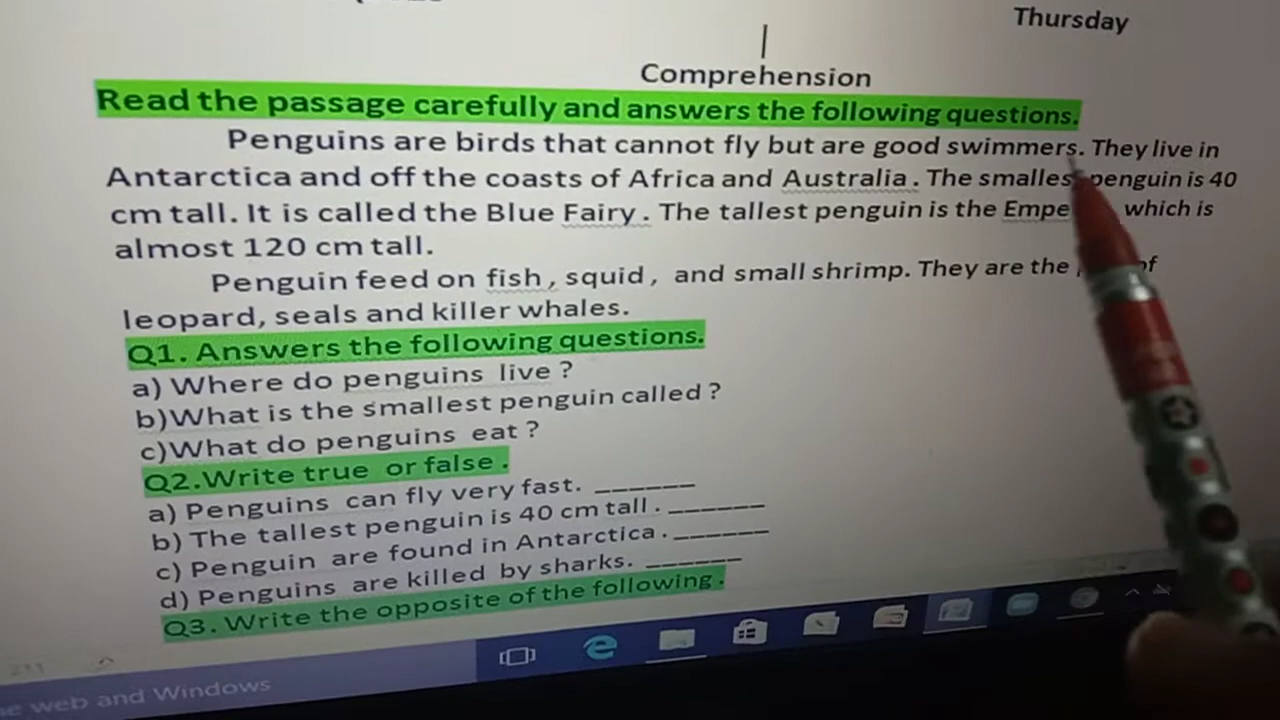 Thursday
Comprehension
Read the passage carefully and answers the following questions.
Penguins are birds that cannot fly but are good swimmers. They live in
Antarctica and off the coasts of Africa and Australia . The smallest penguin is 40
cm tall. It is called the Blue Fairy . The tallest penguin is the which is
almost 120 cm tall.
Penguin feed on fish , squid , and small shrimp. They are the of
leopard, seals and killer whales.
Q1. Answers the following questions.
a) Where do penguins live ?
b)What is the smallest penguin called ?
c)What do penguins eat ?
Q2.Write true or false .
a) Penguins can fly very fast. ______
b) The tallest penguin is 40 cm tall . ______
c) Penguin are found in Antarctica . ______
d) Penguins are killed by sharks. ______
Q3. Write the opposite of the following .
211
web and Windows